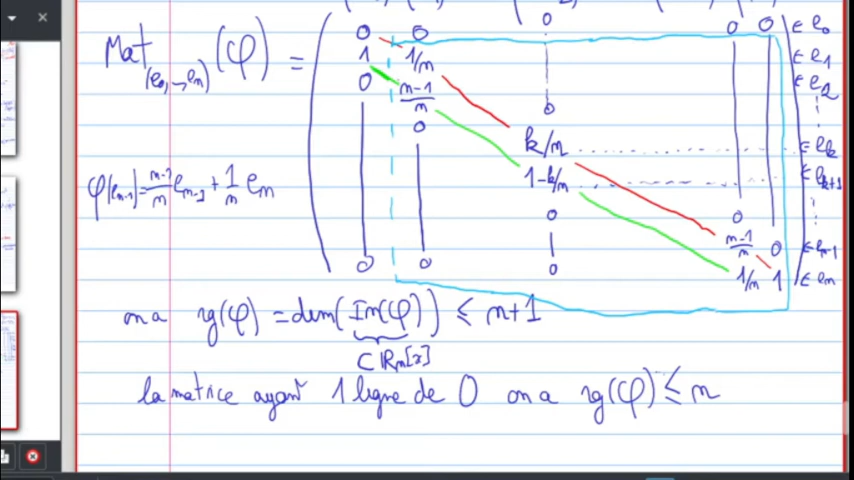 0 0 0 0 0 ∈ e0
Mat(e0,→en)(φ) = 1 1/n ∈ e1
0 n-1/n 0 ∈ e2
0 k/n ∈ ek
1-k/n ∈ ek+1
φ(en-1) = n-1/n en-1 + 1/n en
0 0
n-1/n 0 ∈ en-1
0 0 0 1/n 1 ∈ en
on a rg(φ) = dim(Im(φ)) ≤ n+1
⊂ ℝn[x]
la matrice ayant 1 ligne de 0 on a rg(φ) ≤ n